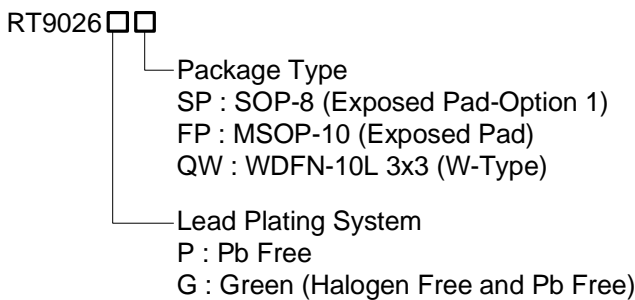 RT9026□□
Package Type
SP : SOP-8 (Exposed Pad-Option 1)
FP : MSOP-10 (Exposed Pad)
QW : WDFN-10L 3x3 (W-Type)
Lead Plating System
P : Pb Free
G : Green (Halogen Free and Pb Free)